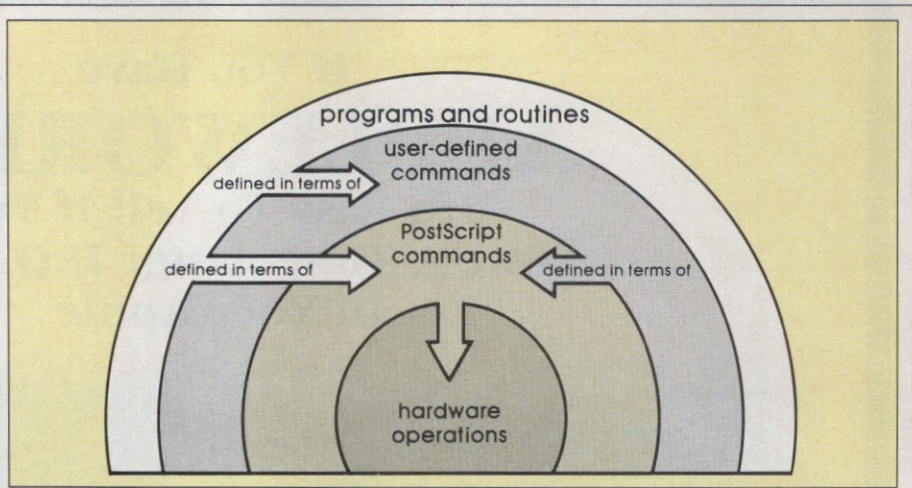 programs and routines
user-defined
commands
defined in terms of
PostScript
commands
defined in terms of
defined in terms of
hardware
operations